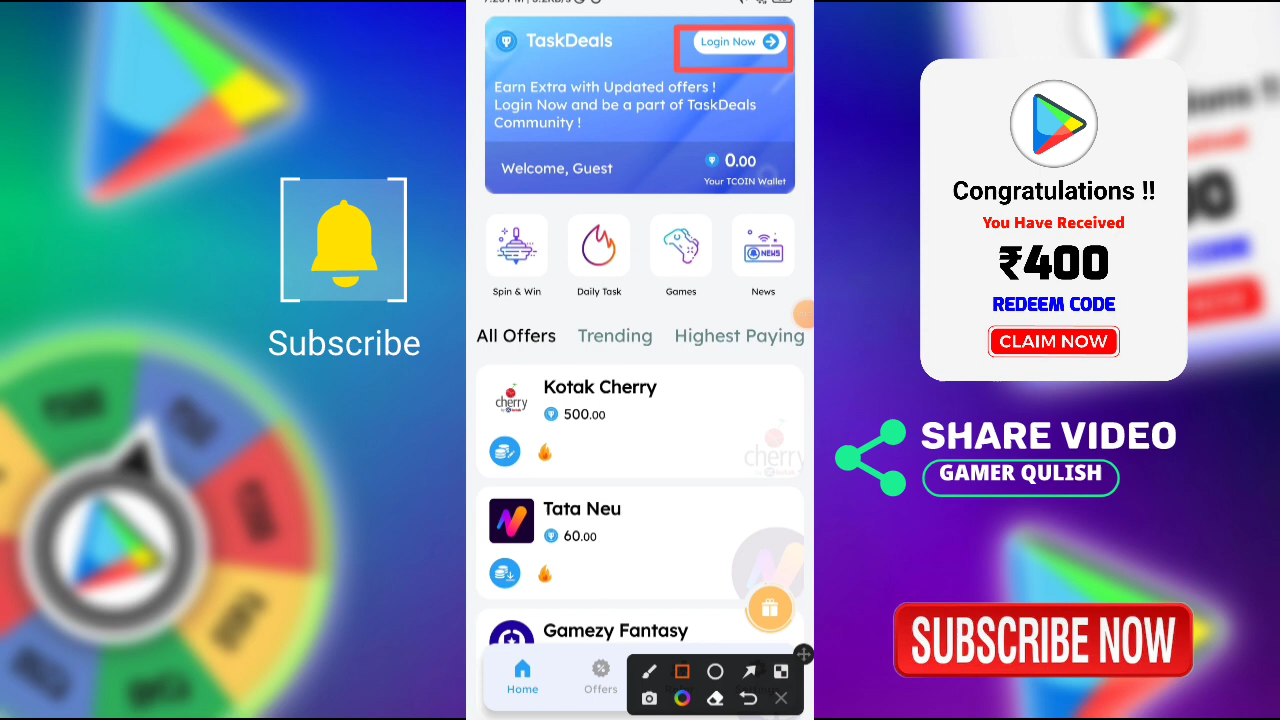 Subscribe
TaskDeals
Login Now
Earn Extra with Updated offers !
Login Now and be a part of TaskDeals
Community !
Welcome, Guest
0.00
Your TCOIN Wallet
Spin & Win
Daily Task
Games
NEWS
News
All Offers
Trending
Highest Paying
cherry
Kotak Cherry
500.00
cherry
Tata Neu
60.00
Gamezy Fantasy
Home
Offers
Congratulations !!
You Have Received
₹400
REDEEM CODE
CLAIM NOW
SHARE VIDEO
GAMER QULISH
SUBSCRIBE NOW